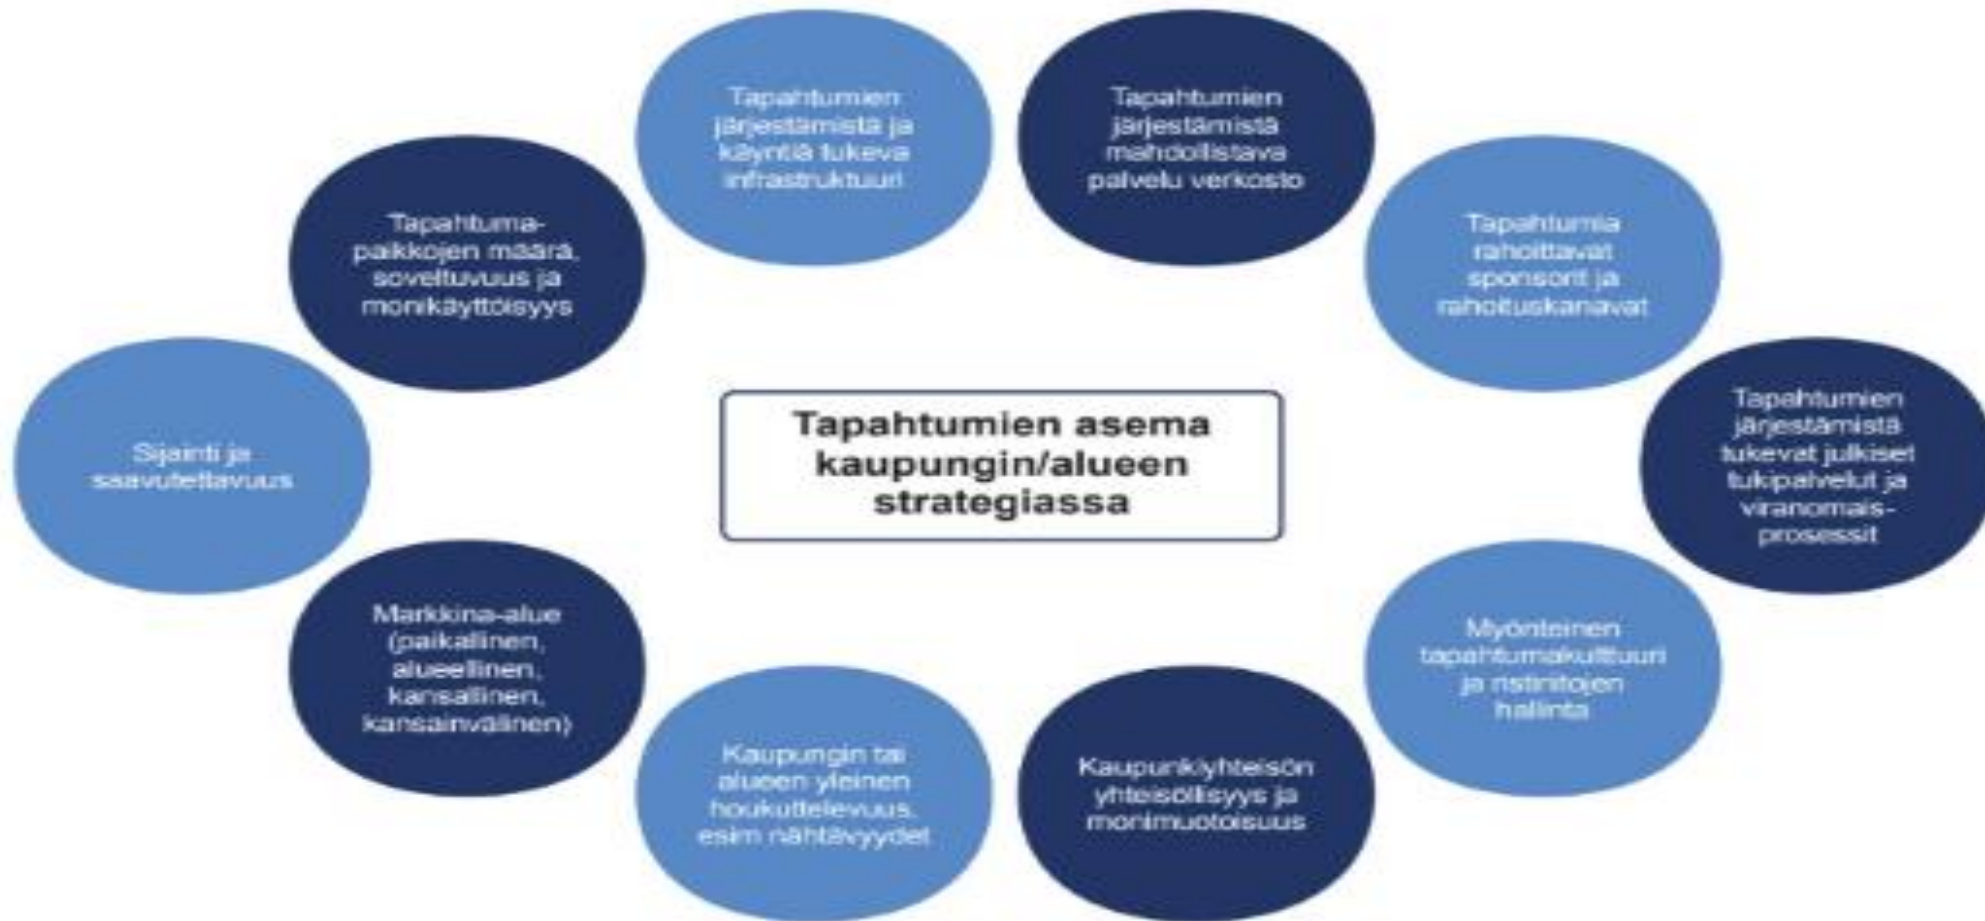 Tapahtumien
järjestämistä ja
käyntiä tukeva
infrastruktuuri
Tapahtumien
järjestämistä
mahdollistava
palvelu verkosto
Tapahtumia
rahoittavat
sponsorit ja
rahoituskanavat
Tapahtumien
järjestämistä
tukevat julkiset
tukipalvelut ja
viranomais-
prosessit
Myönteinen
tapahtumakulttuuri
ja ristiriitojen
hallinta
Kaupunkiyhteisön
yhteisöllisyys ja
monimuotoisuus
Kaupungin tai
alueen yleinen
houkuttelevuus,
esim nähtävyydet
Markkina-alue
(paikallinen,
alueellinen,
kansallinen,
kansainvälinen)
Sijainti ja
saavutettavuus
Tapahtuma-
paikkojen määrä,
soveltuvuus ja
monikäyttöisyys
Tapahtumien asema
kaupungin/alueen
strategiassa